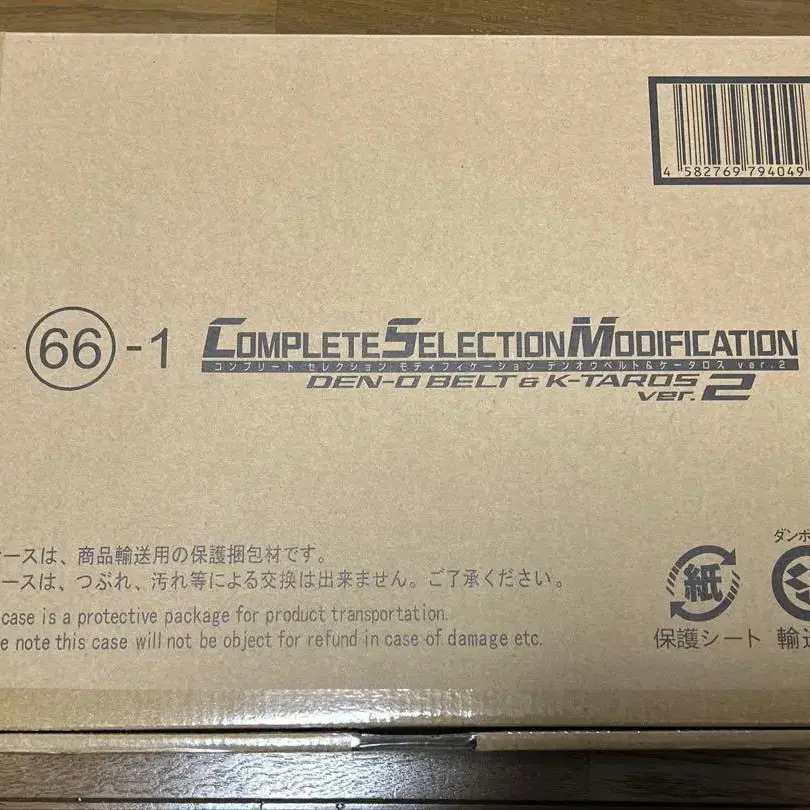 4 582769 794049
66-1
COMPLETE SELECTION MODIFICATION
コンプリート セレクション モディフィケーション デンオウベルト&ケータロス ver.2
DEN-O BELT & K-TAROS
ver.2
ースは、商品輸送用の保護梱包材です。
ースは、つぶれ、汚れ等による交換は出来ません。ご了承ください。
case is a protective package for product transportation.
e note this case will not be object for refund in case of damage etc.
紙
保護シート
ダンボ
輸送